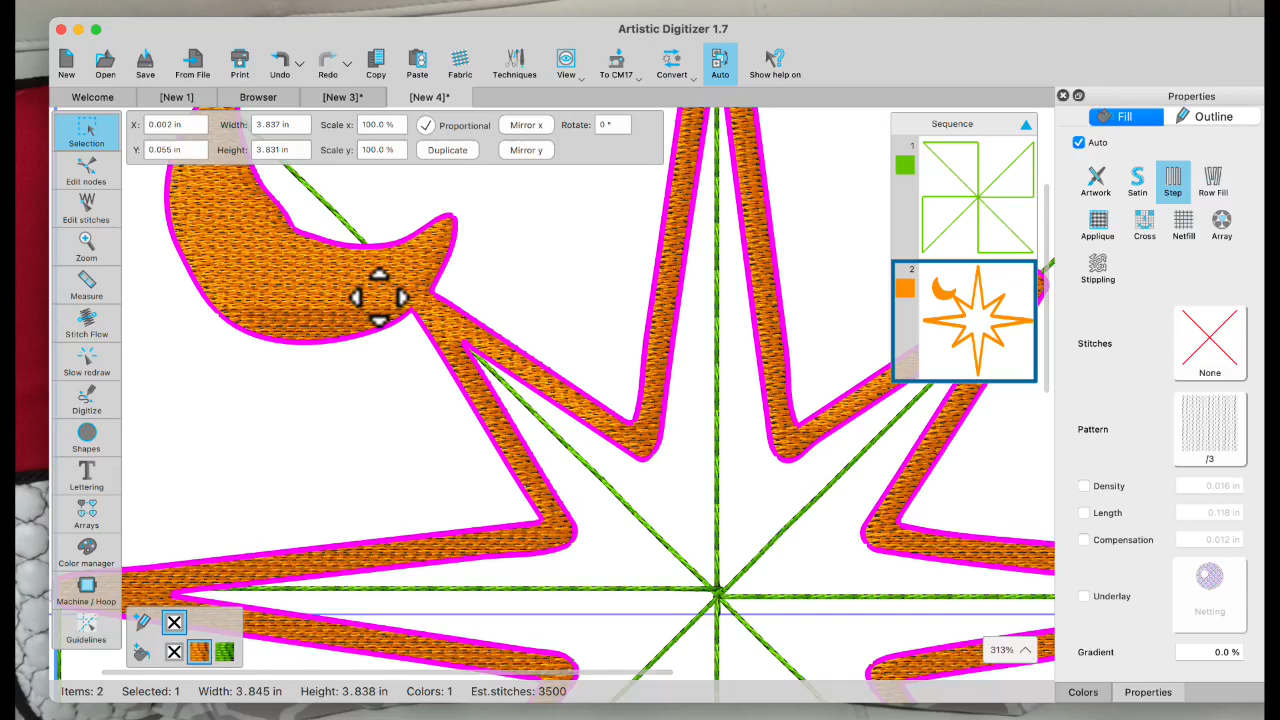 Artistic Digitizer 1.7
New Open Save From File Print Undo Redo Copy Paste Fabric Techniques View To CM17 Convert Auto Show help on
Welcome [New 1] Browser [New 3]* [New 4]*
Properties
Fill Outline
Auto
Artwork Satin Step Row Fill
Applique Cross Netfill Array
Stippling
Stitches
None
Pattern
/3
Density 0.016 in
Length 0.118 in
Compensation 0.012 in
Underlay
Netting
Gradient 0.0 %
Colors Properties
X: 0.002 in Width: 3.837 in Scale x: 100.0 % Proportional Mirror x Rotate: 0 °
Y: 0.055 in Height: 3.831 in Scale y: 100.0 % Duplicate Mirror y
Sequence
1
2
Selection
Edit nodes
Edit stitches
Zoom
Measure
Stitch Flow
Slow redraw
Digitize
Shapes
Lettering
Arrays
Color manager
Machine / Hoop
Guidelines
313%
Items: 2 Selected: 1 Width: 3.845 in Height: 3.838 in Colors: 1 Est.stitches: 3500